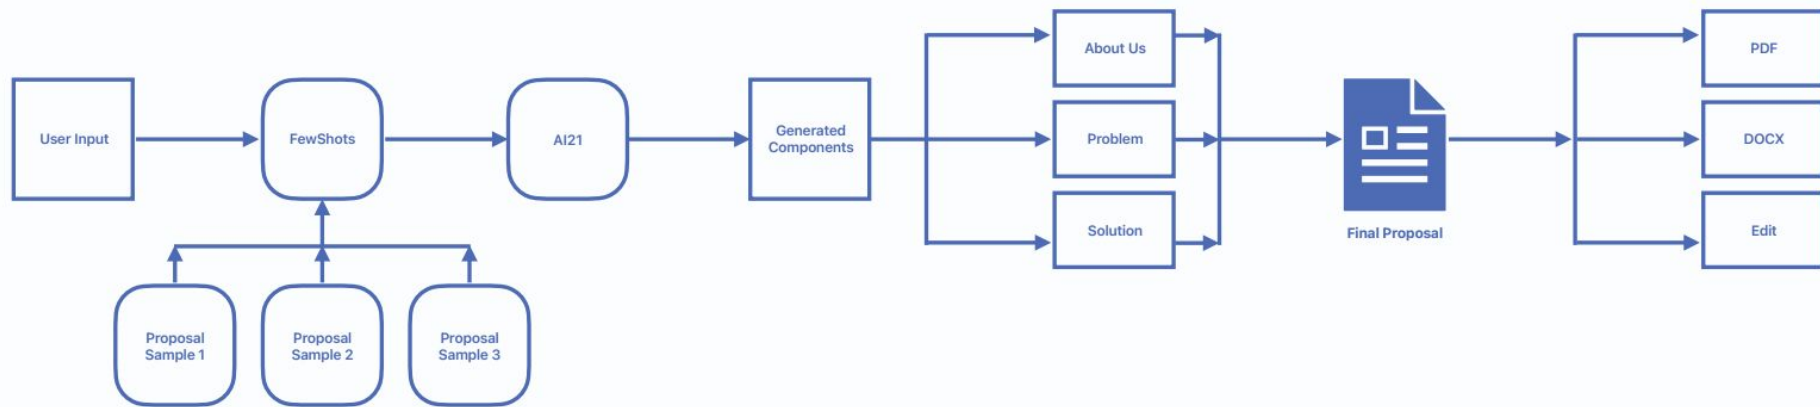 User Input
FewShots
AI21
Generated
Components
About Us
Problem
Solution
Final Proposal
PDF
DOCX
Edit
Proposal
Sample 1
Proposal
Sample 2
Proposal
Sample 3